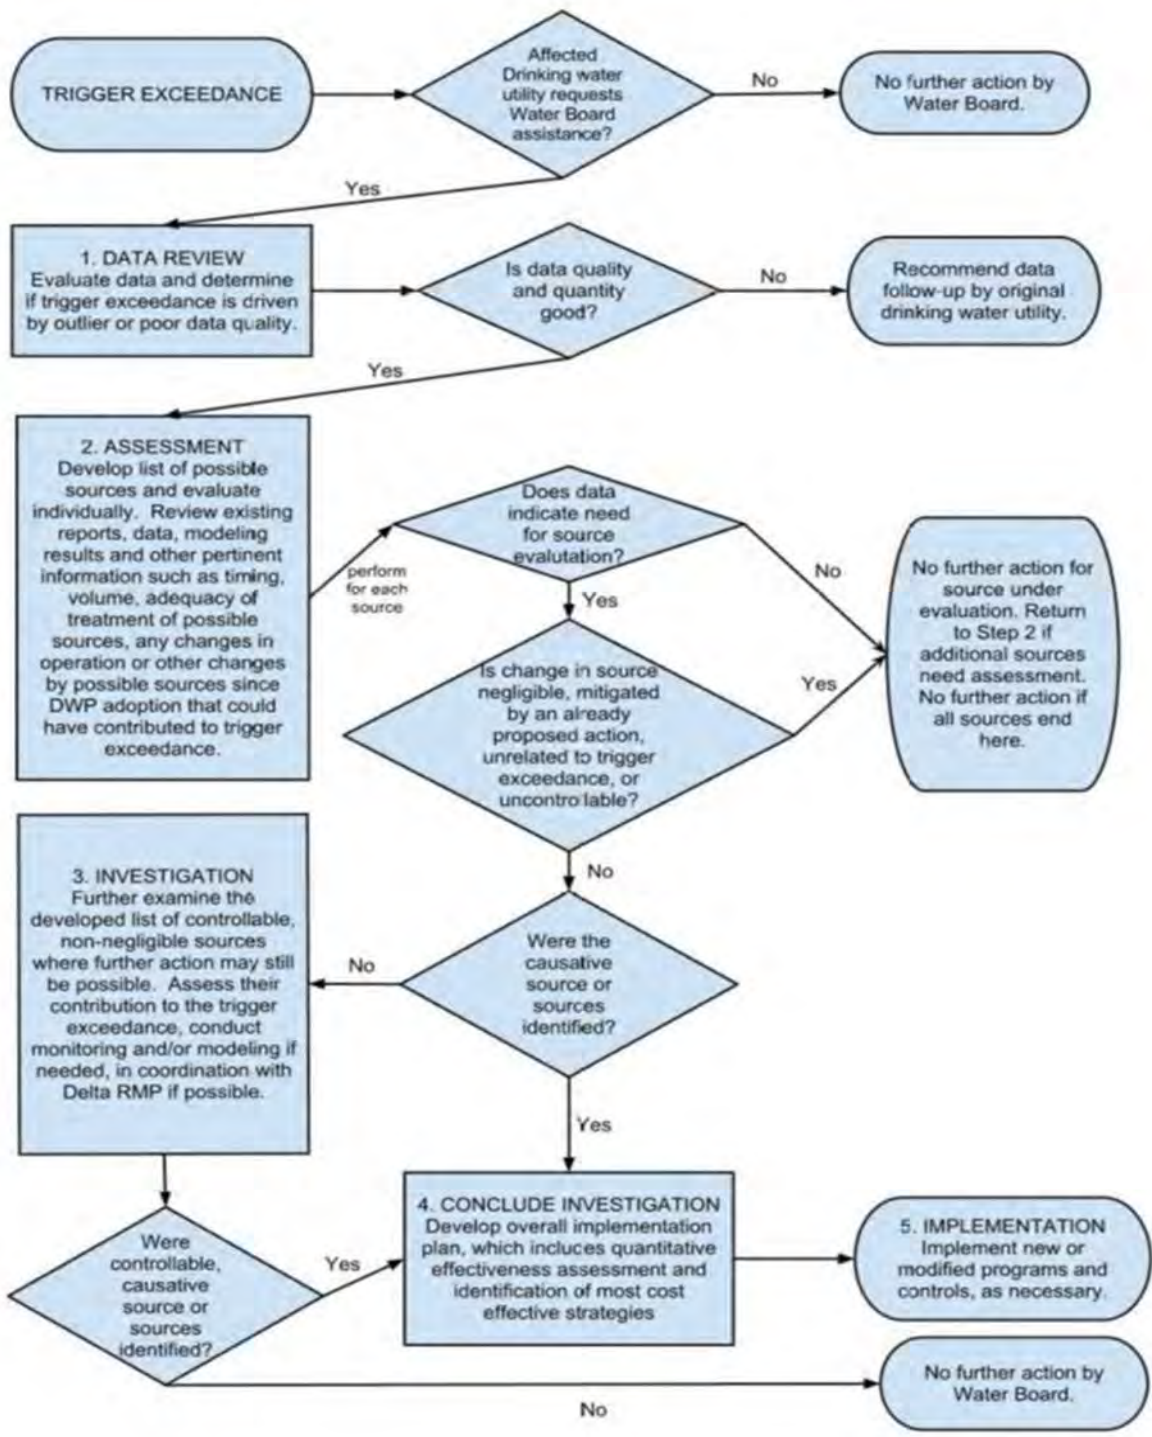 TRIGGER EXCEEDANCE
Affected
Drinking water
utility requests
Water Board
assistance?
No
No further action by
Water Board.
Yes
1. DATA REVIEW
Evaluate data and determine
if trigger exceedance is driven
by outlier or poor data quality.
Is data quality
and quantity
good?
No
Recommend data
follow-up by original
drinking water utility.
Yes
2. ASSESSMENT
Develop list of possible
sources and evaluate
individually. Review existing
reports, data, modeling
results and other pertinent
information such as timing,
volume, adequacy of
treatment of possible
sources, any changes in
operation or other changes
by possible sources since
DWP adoption that could
have contributed to trigger
exceedance.
perform
for each
source
Does data
indicate need
for source
evalutation?
No
Yes
Is change in source
negligible, mitigated
by an already
proposed action,
unrelated to trigger
exceedance, or
uncontrollable?
Yes
No further action for
source under
evaluation. Return
to Step 2 if
additional sources
need assessment.
No further action if
all sources end
here.
No
Were the
causative
source or
sources
identified?
No
3. INVESTIGATION
Further examine the
developed list of controllable,
non-negligible sources
where further action may still
be possible. Assess their
contribution to the trigger
exceedance, conduct
monitoring and/or modeling if
needed, in coordination with
Delta RMP if possible.
Yes
Were
controllable,
causative
source or
sources
identified?
Yes
4. CONCLUDE INVESTIGATION
Develop overall implementation
plan, which includes quantitative
effectiveness assessment and
identification of most cost
effective strategies
5. IMPLEMENTATION
Implement new or
modified programs and
controls, as necessary.
No
No further action by
Water Board.